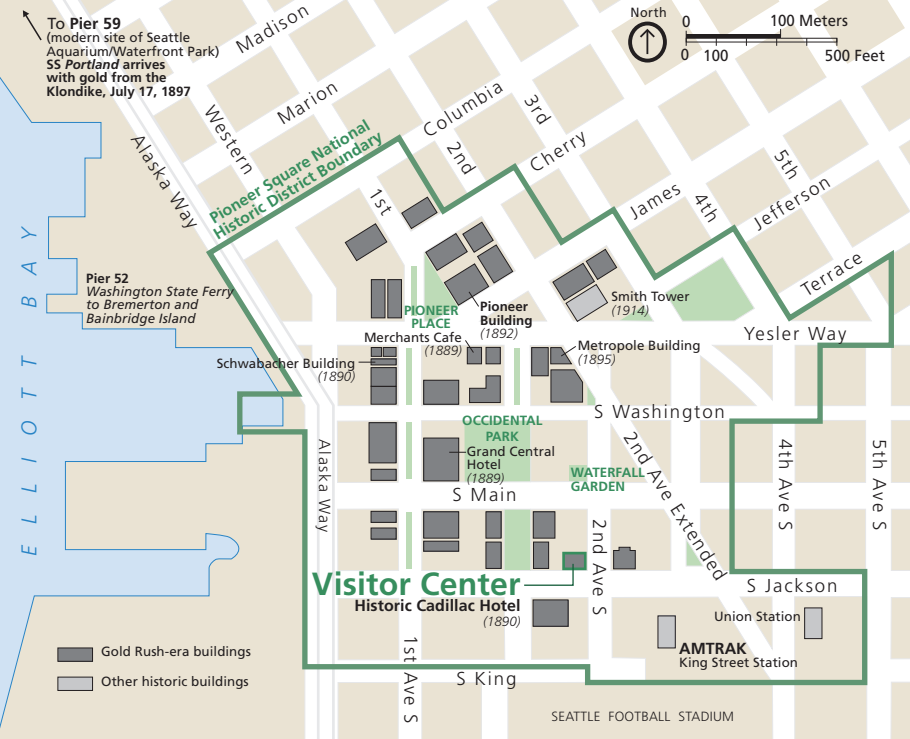 To Pier 59
(modern site of Seattle
Aquarium/Waterfront Park)
SS Portland arrives
with gold from the
Klondike, July 17, 1897
North
0 100 Meters
0 100 500 Feet
Madison
Marion
Columbia
Cherry
James
Jefferson
Terrace
Western
Alaska Way
1st
2nd
3rd
4th
5th
Pioneer Square National
Historic District Boundary
ELLIOTT BAY
Pier 52
Washington State Ferry
to Bremerton and
Bainbridge Island
PIONEER
PLACE
Pioneer
Building
(1892)
Smith Tower
(1914)
Yesler Way
Merchants Cafe
(1889)
Metropole Building
(1895)
Schwabacher Building
(1890)
S Washington
OCCIDENTAL
PARK
Grand Central
Hotel
(1889)
WATERFALL
GARDEN
2nd Ave Extended
Alaska Way
4th Ave S
5th Ave S
S Main
2nd Ave S
Visitor Center
Historic Cadillac Hotel
(1890)
S Jackson
Union Station
AMTRAK
King Street Station
1st Ave S
S King
SEATTLE FOOTBALL STADIUM
Gold Rush-era buildings
Other historic buildings